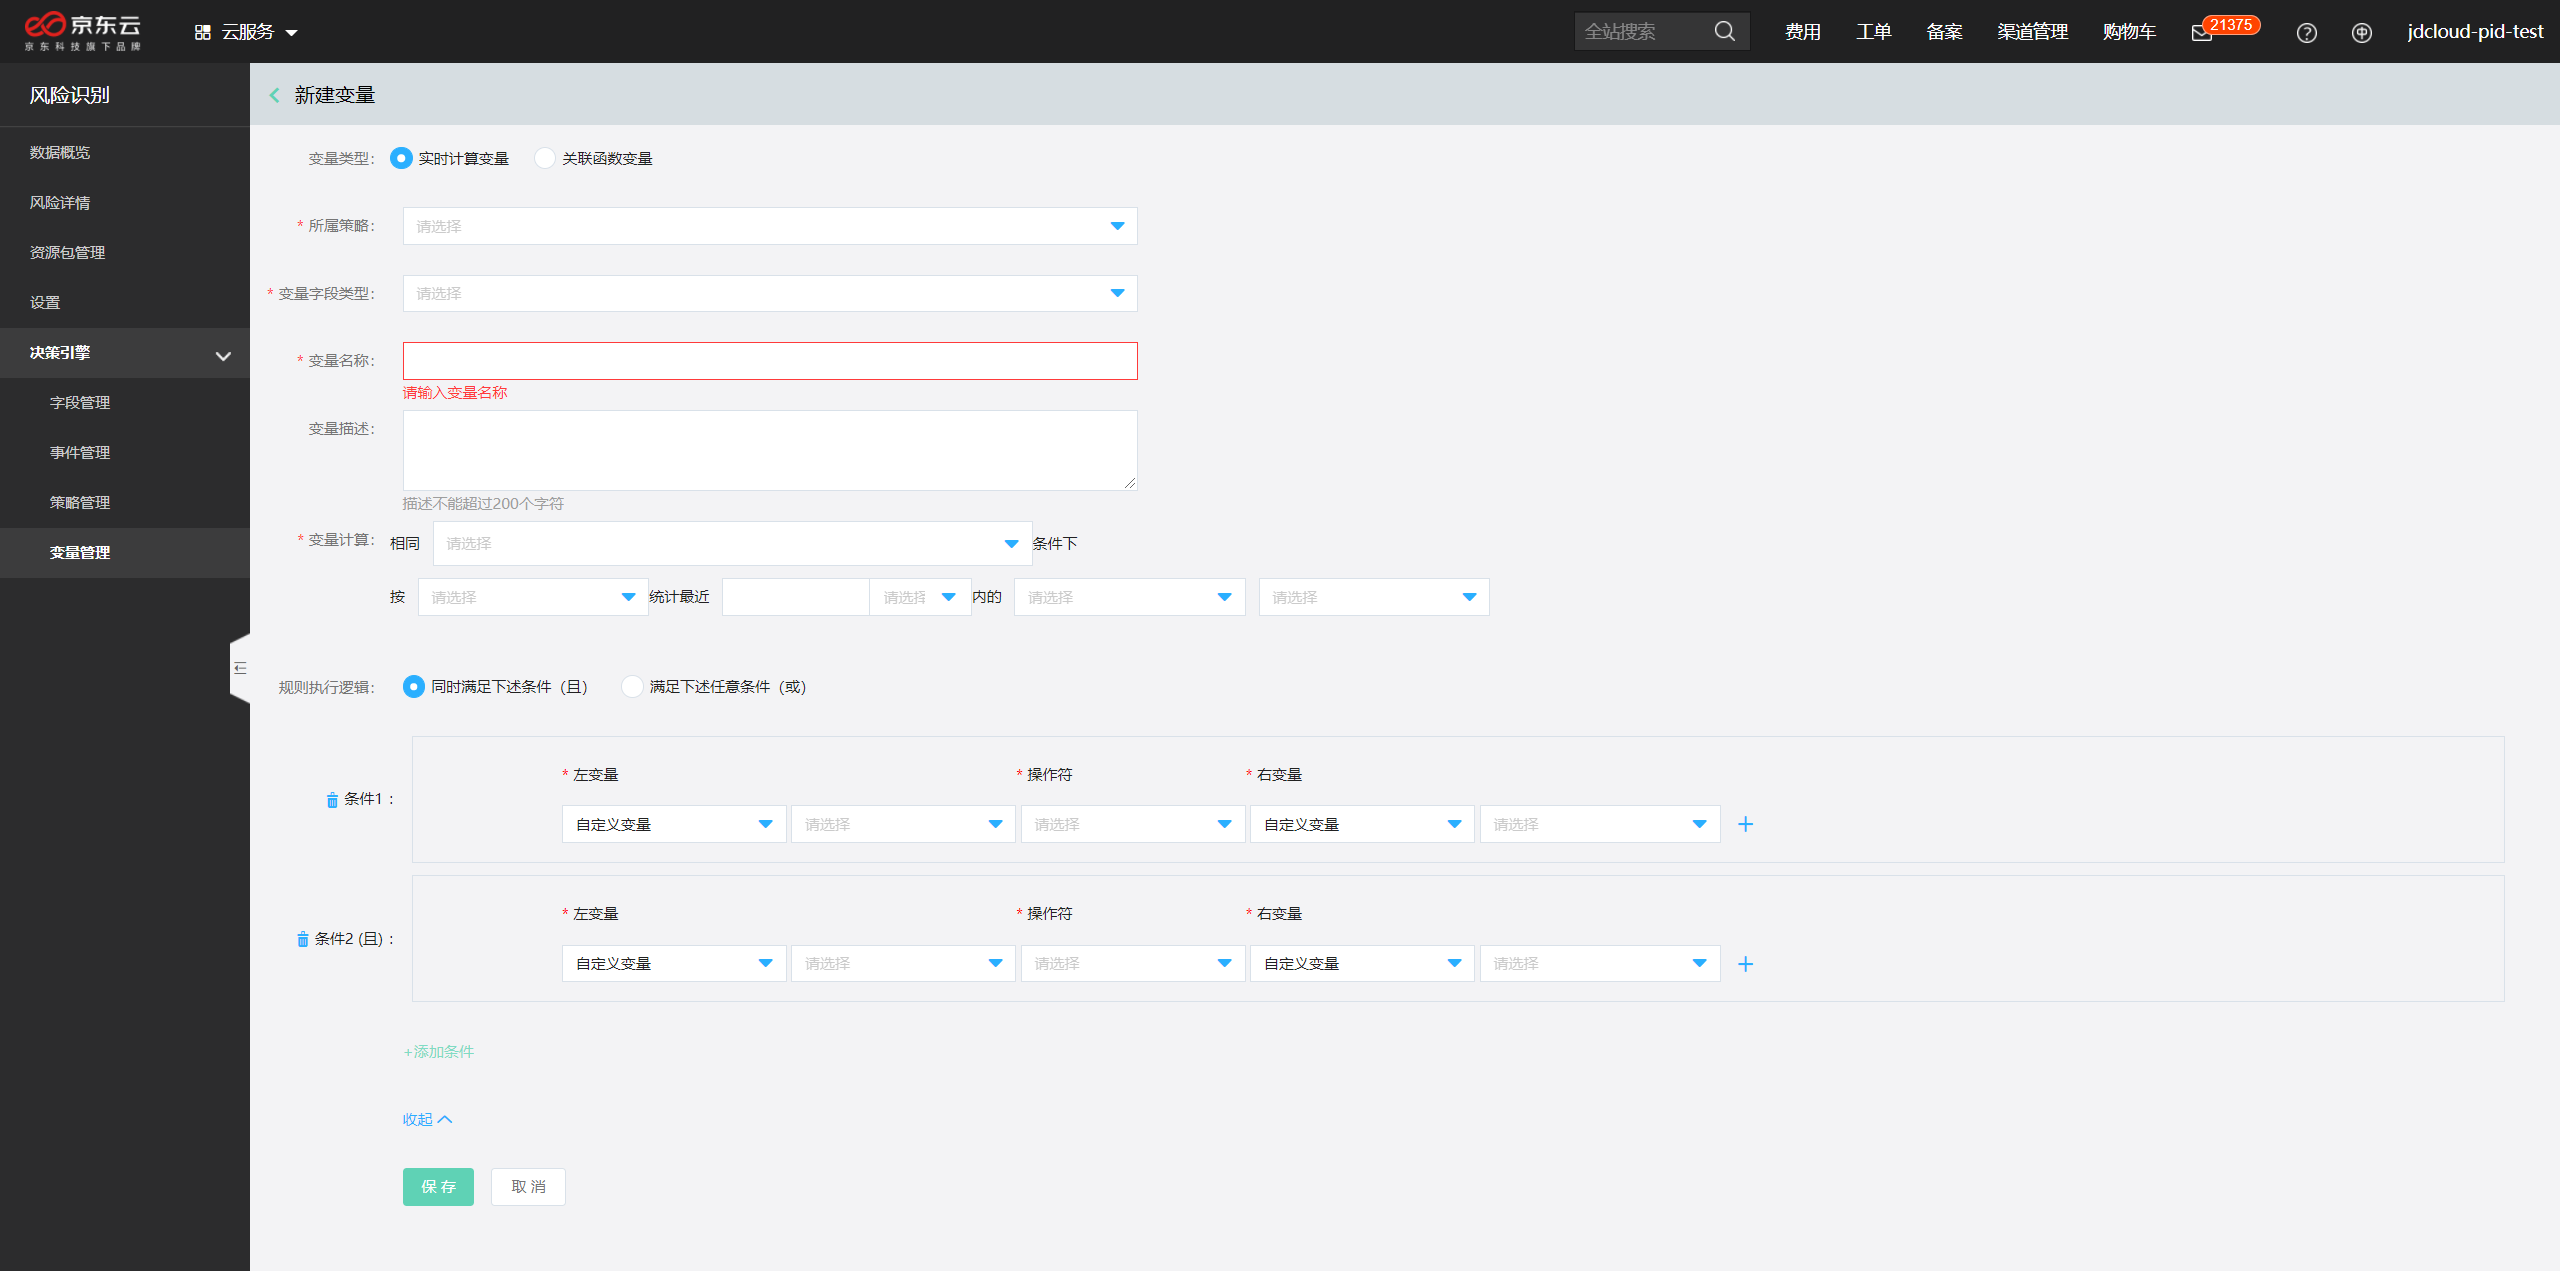 京东云
京东科技旗下品牌
云服务
全站搜索
费用
工单
备案
渠道管理
购物车
21375
jdcloud-pid-test
风险识别
数据概览
风险详情
资源包管理
设置
决策引擎
字段管理
事件管理
策略管理
变量管理
新建变量
变量类型: 实时计算变量 关联函数变量
* 所属策略: 请选择
* 变量字段类型: 请选择
* 变量名称:
请输入变量名称
变量描述:
描述不能超过200个字符
* 变量计算: 相同 请选择 条件下
按 请选择 统计最近 请选择 内的 请选择 请选择
规则执行逻辑: 同时满足下述条件（且） 满足下述任意条件（或）
* 左变量 * 操作符 * 右变量
条件1 :
自定义变量 请选择 请选择 自定义变量 请选择 +
* 左变量 * 操作符 * 右变量
条件2 (且) :
自定义变量 请选择 请选择 自定义变量 请选择 +
+添加条件
收起
保 存 取 消